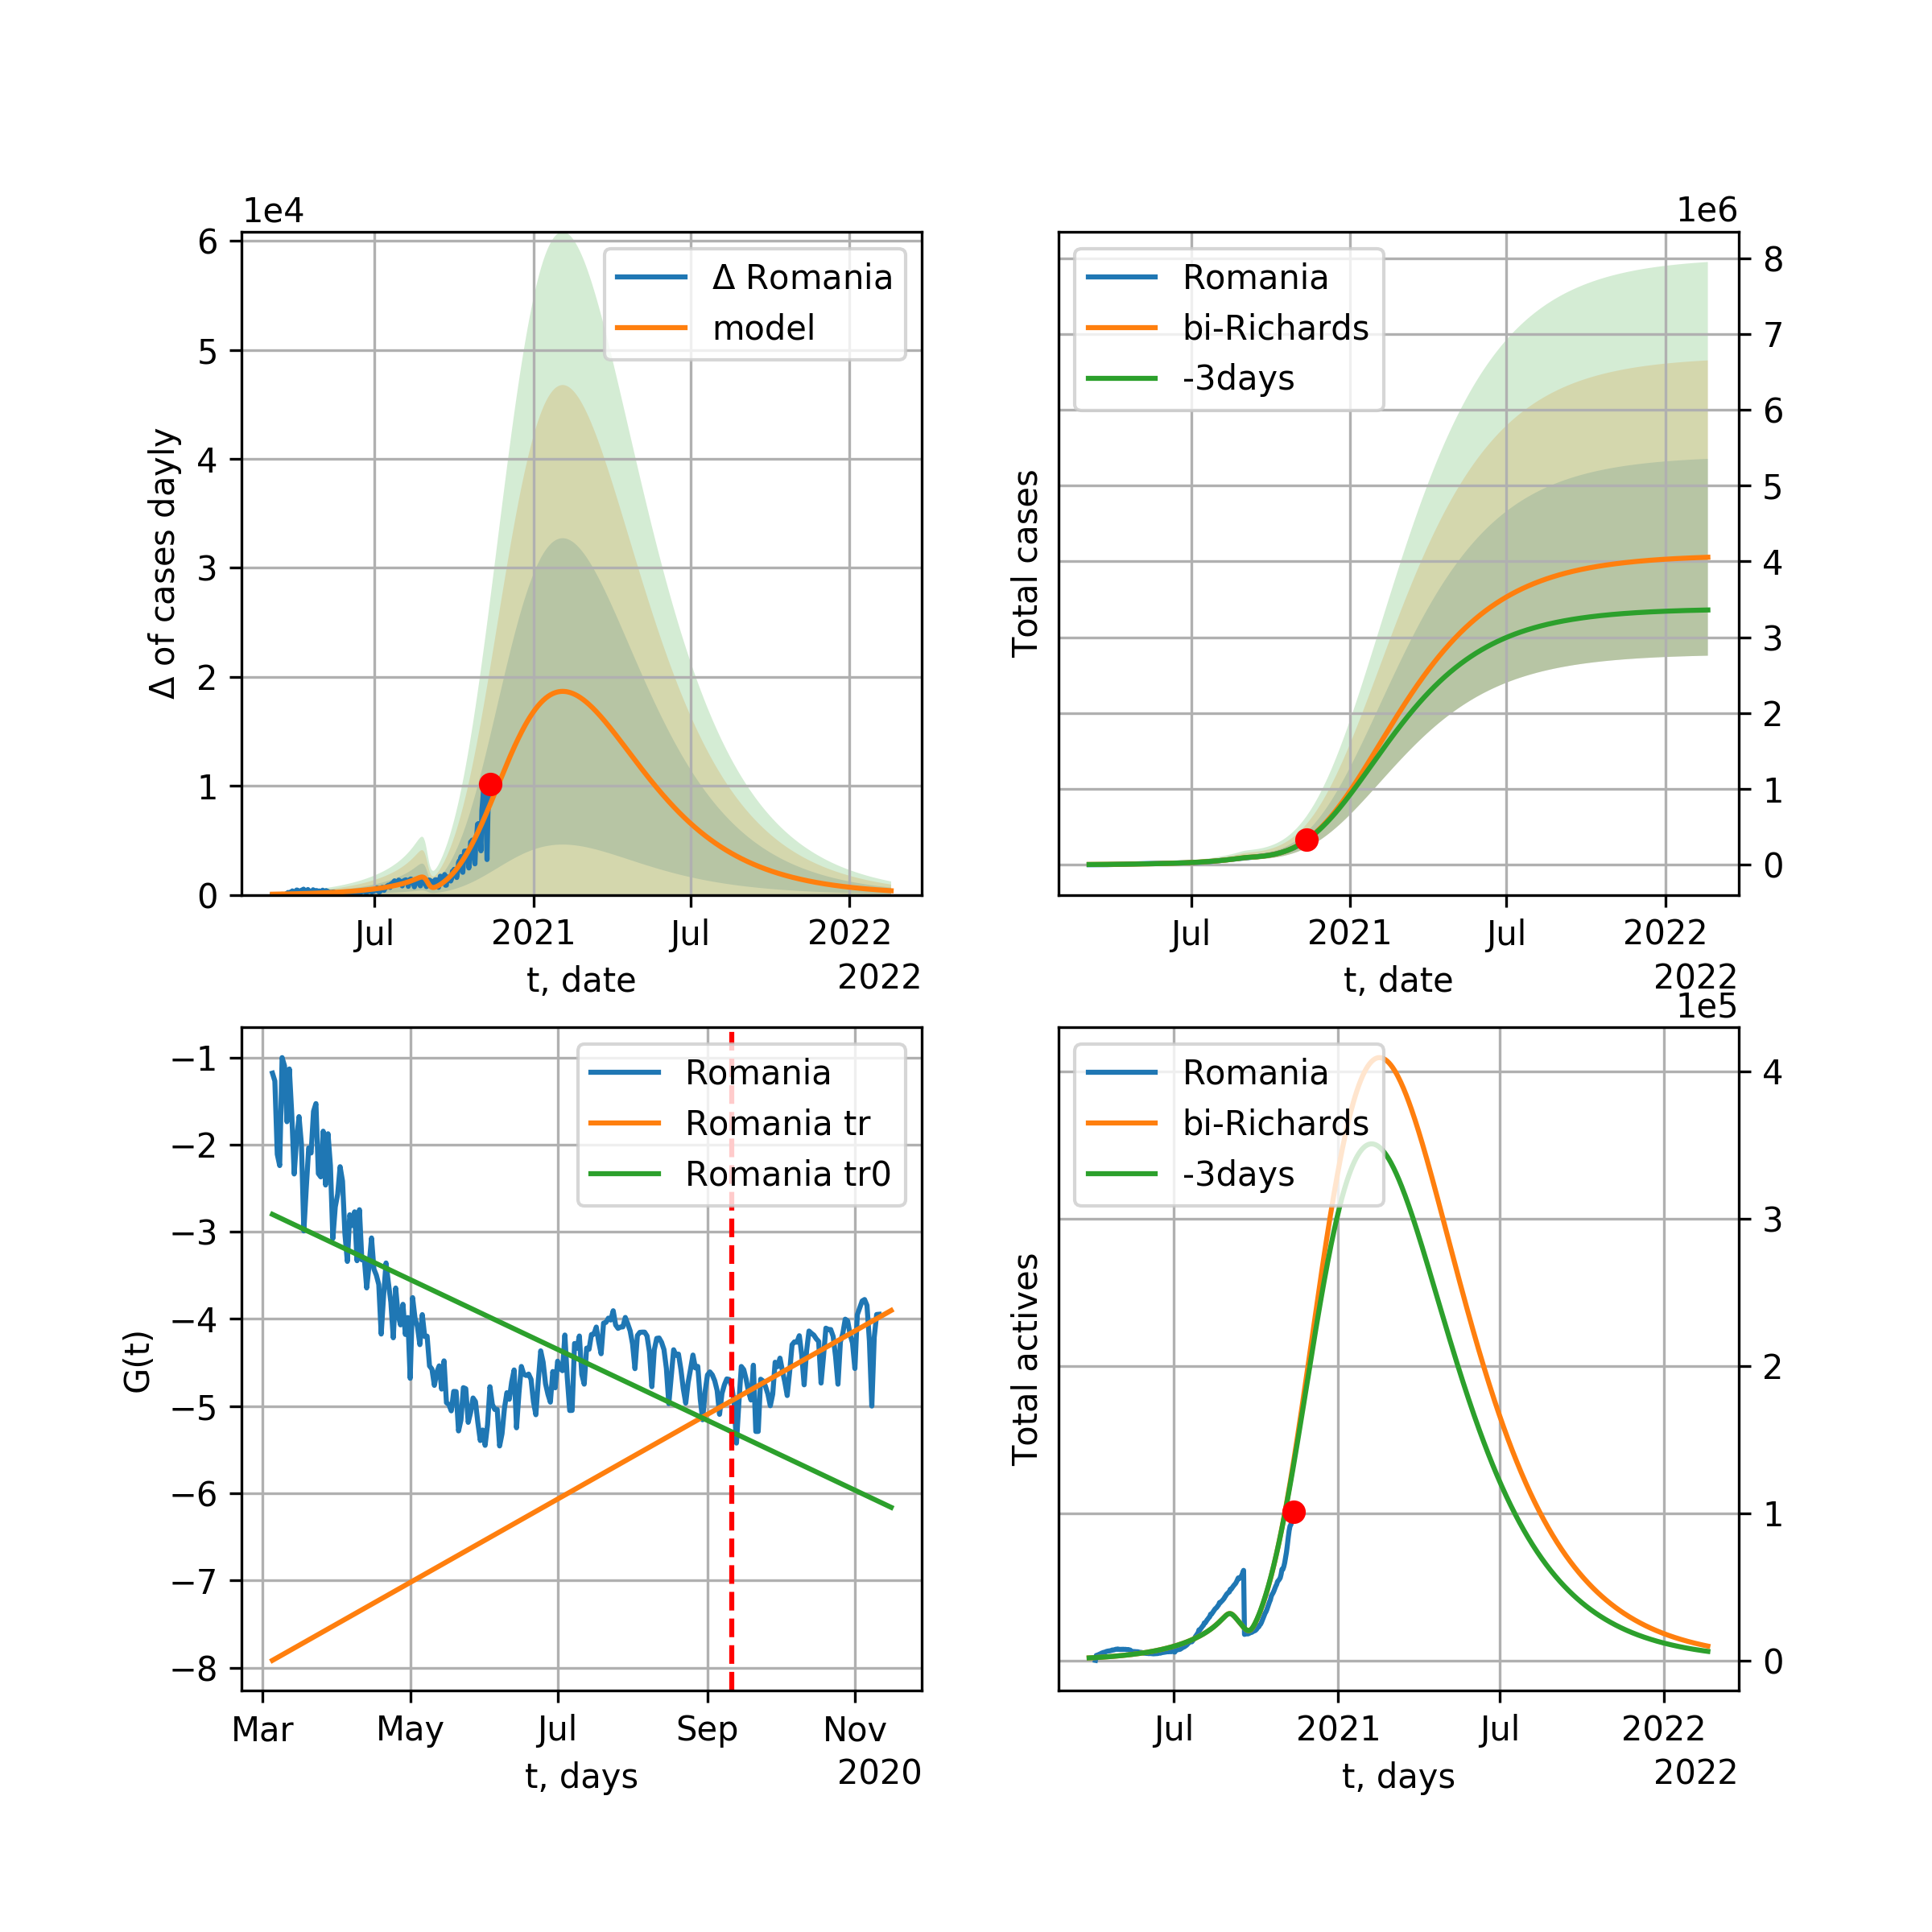 1e4
6
5
4
3
2
1
0
Δ of cases dayly
Δ Romania
model
Jul
2021
Jul
2022
t, date
2022
1e6
Romania
bi-Richards
-3days
Total cases
8
7
6
5
4
3
2
1
0
Jul
2021
Jul
2022
t, date
2022
−1
−2
−3
−4
−5
−6
−7
−8
G(t)
Romania
Romania tr
Romania tr0
Mar
May
Jul
Sep
Nov
t, days
2020
1e5
Romania
bi-Richards
-3days
Total actives
4
3
2
1
0
Jul
2021
Jul
2022
t, days
2022